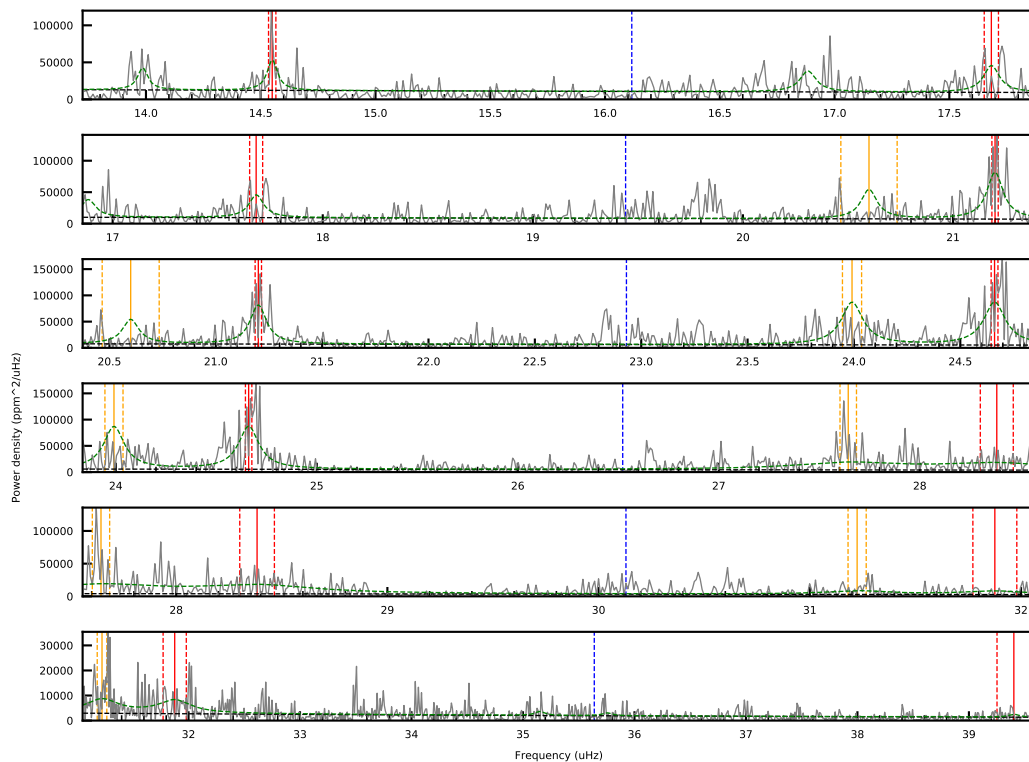 100000
50000
0
14.0 14.5 15.0 15.5 16.0 16.5 17.0 17.5
100000
50000
0
17 18 19 20 21
150000
100000
50000
0
20.5 21.0 21.5 22.0 22.5 23.0 23.5 24.0 24.5
Power density (ppm^2/uHz)
150000
100000
50000
0
24 25 26 27 28
100000
50000
0
28 29 30 31 32
30000
20000
10000
0
32 33 34 35 36 37 38 39
Frequency (uHz)